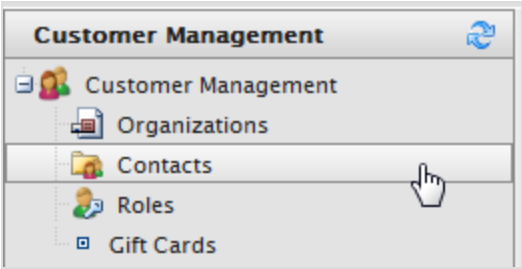 Customer Management
Customer Management
Organizations
Contacts
Roles
Gift Cards